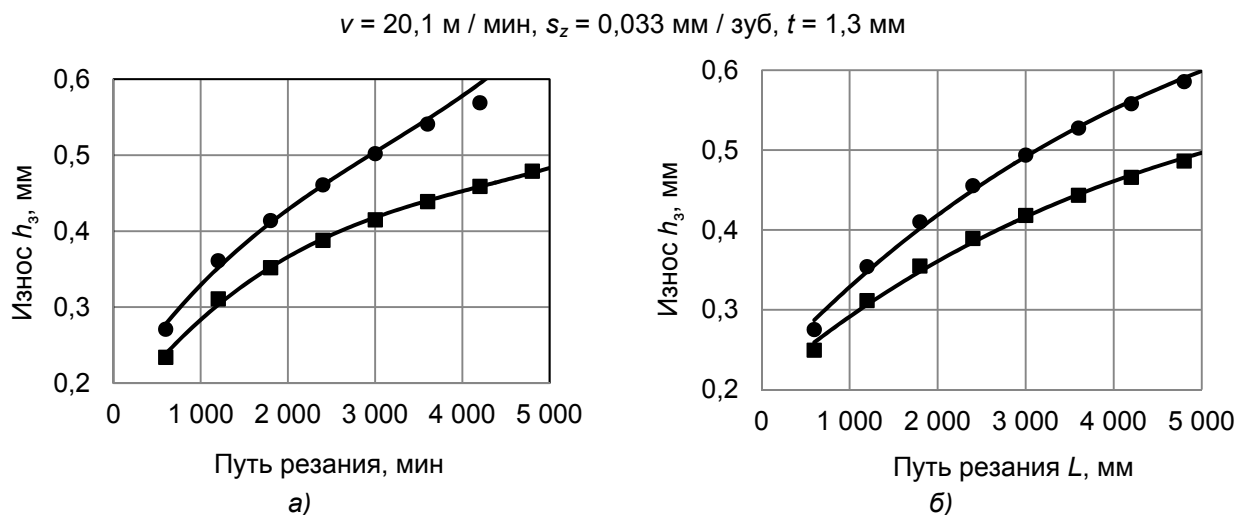 v = 20,1 м / мин, sz = 0,033 мм / зуб, t = 1,3 мм
0,6
0,5
0,4
0,3
0,2
Износ hз, мм
0 1 000 2 000 3 000 4 000 5 000
Путь резания, мин
а)
0,6
0,5
0,4
0,3
0,2
Износ hз, мм
0 1 000 2 000 3 000 4 000 5 000
Путь резания L, мм
б)